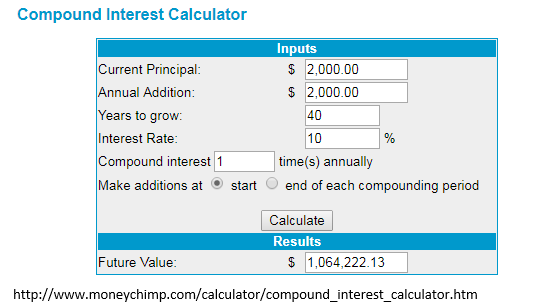 Compound Interest Calculator
Inputs
Current Principal: $ 2,000.00
Annual Addition: $ 2,000.00
Years to grow: 40
Interest Rate: 10 %
Compound interest 1 time(s) annually
Make additions at start end of each compounding period
Calculate
Results
Future Value: $ 1,064,222.13
http://www.moneychimp.com/calculator/compound_interest_calculator.htm